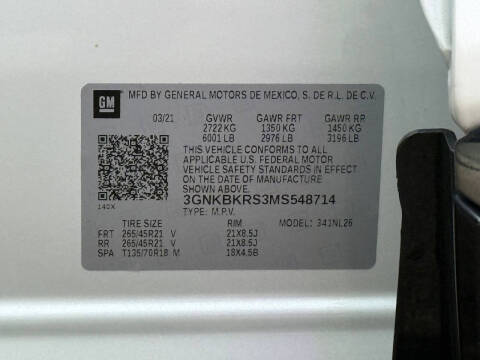 GM
MFD BY GENERAL MOTORS DE MEXICO, S. DE R.L. DE C.V.
03/21 GVWR GAWR FRT GAWR RR
2722 KG 1350 KG 1450 KG
6001 LB 2976 LB 3196 LB
THIS VEHICLE CONFORMS TO ALL
APPLICABLE U.S. FEDERAL MOTOR
VEHICLE SAFETY STANDARDS IN EFFECT
ON THE DATE OF MANUFACTURE
SHOWN ABOVE.
3GNKBKRS3MS548714
140X TYPE: M.P.V.
TIRE SIZE RIM MODEL: 341NL26
FRT 265/45R21 V 21X8.5J
RR 265/45R21 V 21X8.5J
SPA T135/70R18 M 18X4.5B